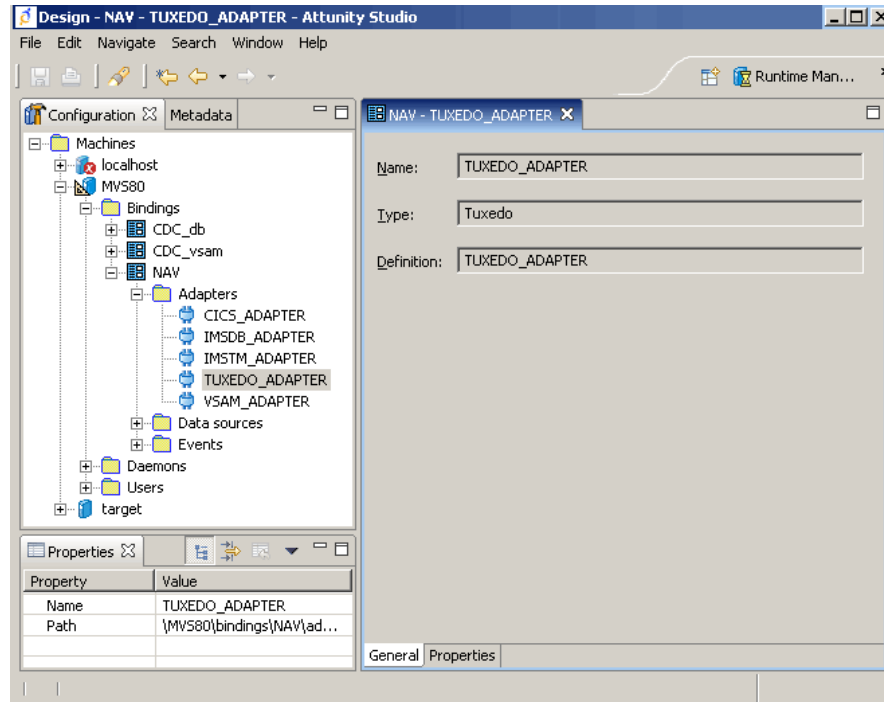 Design - NAV - TUXEDO_ADAPTER - Attunity Studio
File Edit Navigate Search Window Help
Runtime Man...
Configuration Metadata
Machines
localhost
MVS80
Bindings
CDC_db
CDC_vsam
NAV
Adapters
CICS_ADAPTER
IMSDB_ADAPTER
IMSTM_ADAPTER
TUXEDO_ADAPTER
VSAM_ADAPTER
Data sources
Events
Daemons
Users
target
NAV - TUXEDO_ADAPTER
Name: TUXEDO_ADAPTER
Type: Tuxedo
Definition: TUXEDO_ADAPTER
General Properties
Properties
Property Value
Name TUXEDO_ADAPTER
Path \MVS80\bindings\NAV\ad...